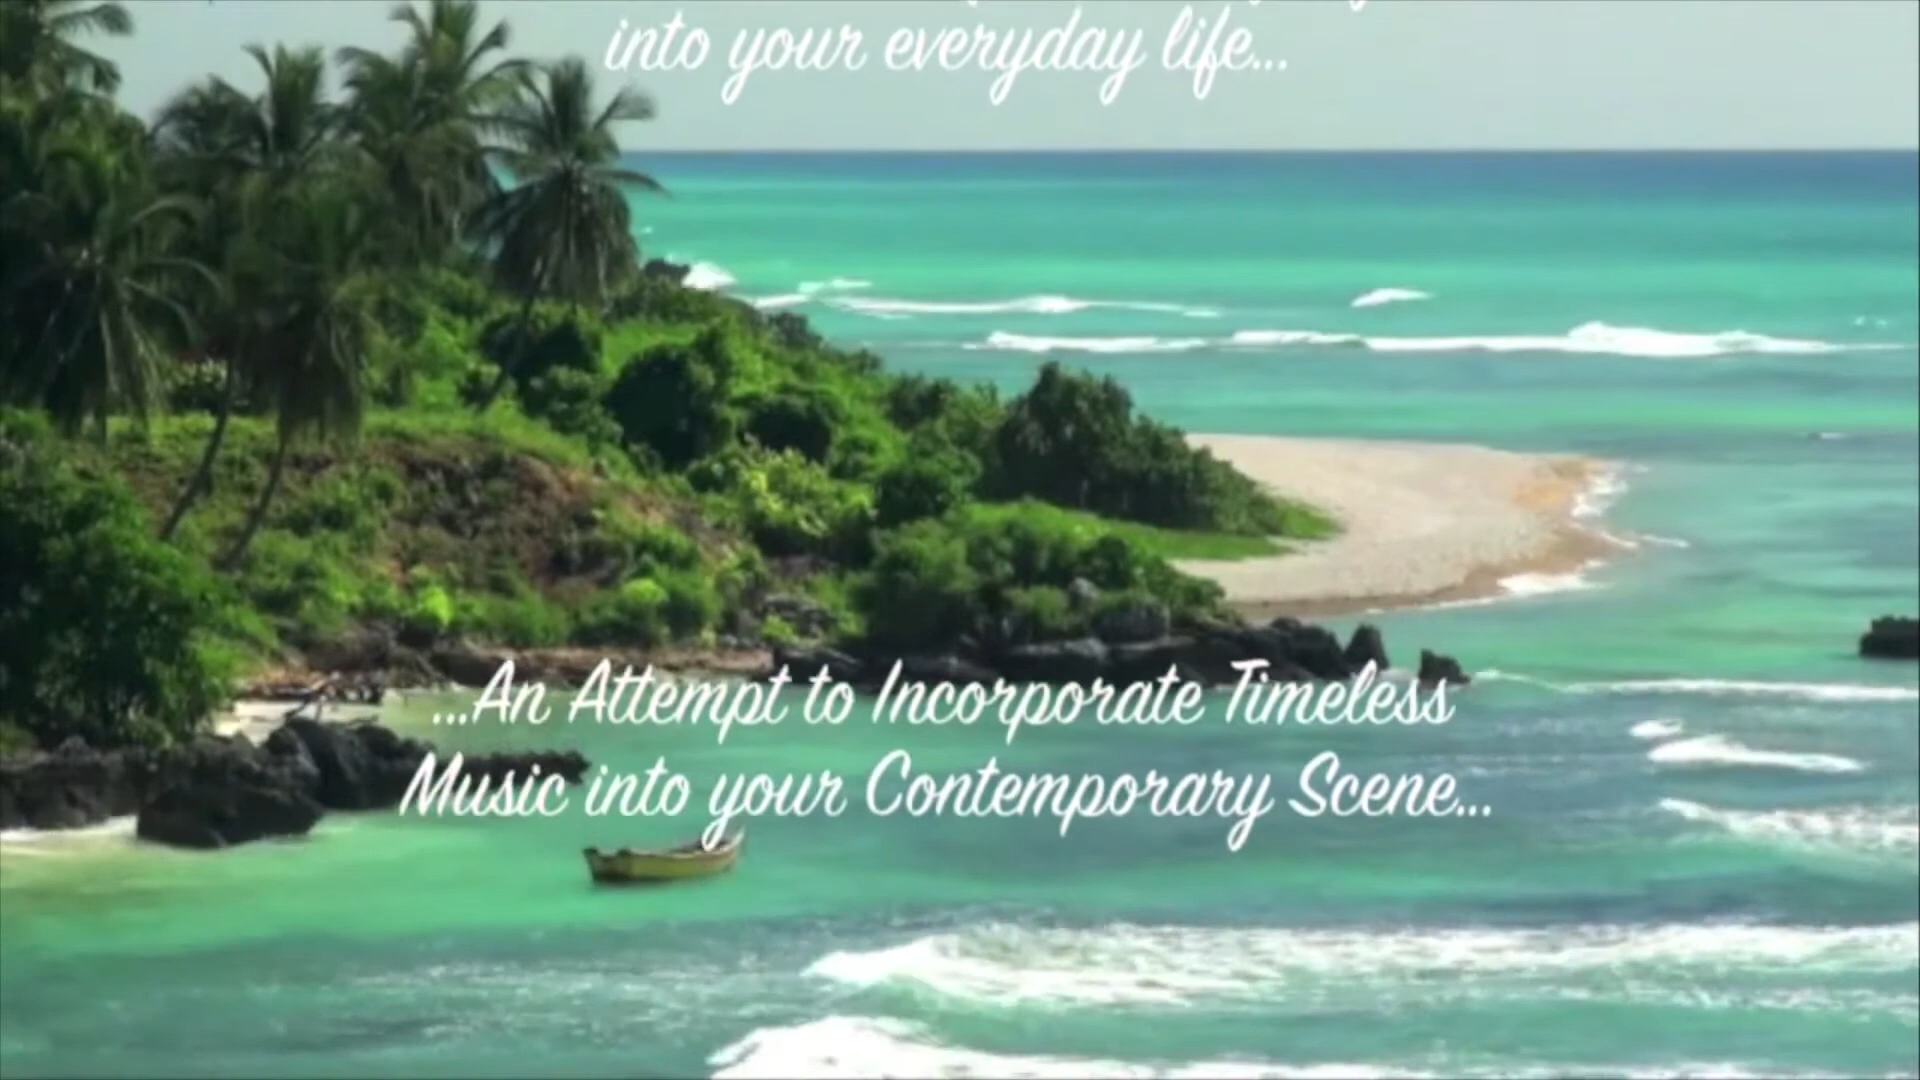 into your everyday life...
...An Attempt to Incorporate Timeless
Music into your Contemporary Scene...